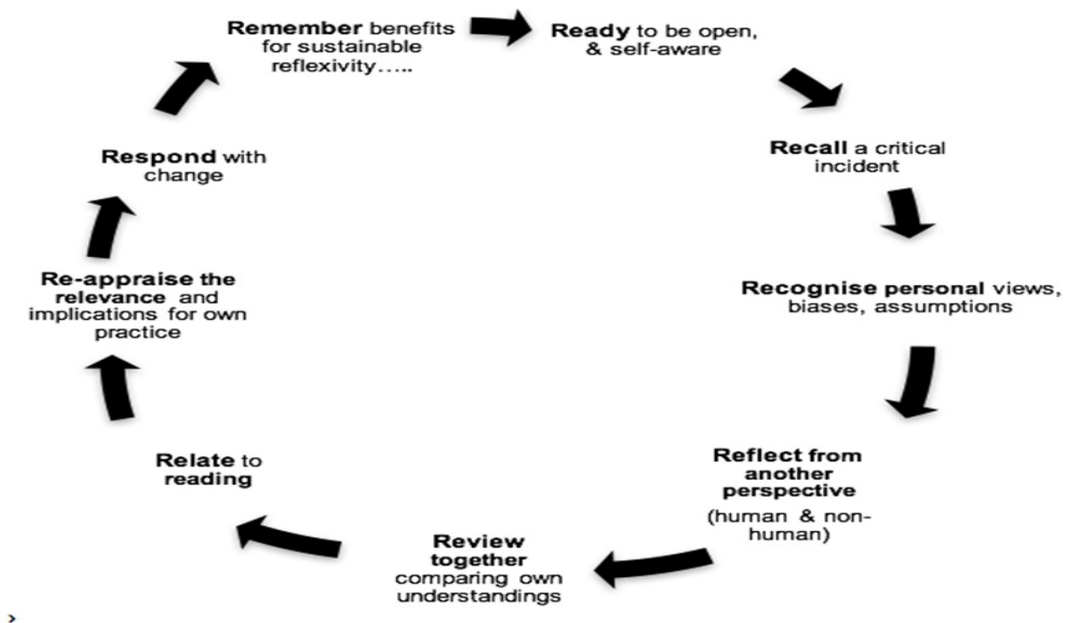 Remember benefits
for sustainable
reflexivity.....
Ready to be open,
& self-aware
Recall a critical
incident
Recognise personal views,
biases, assumptions
Reflect from
another
perspective
(human & non-
human)
Review
together
comparing own
understandings
Relate to
reading
Re-appraise the
relevance and
implications for own
practice
Respond with
change